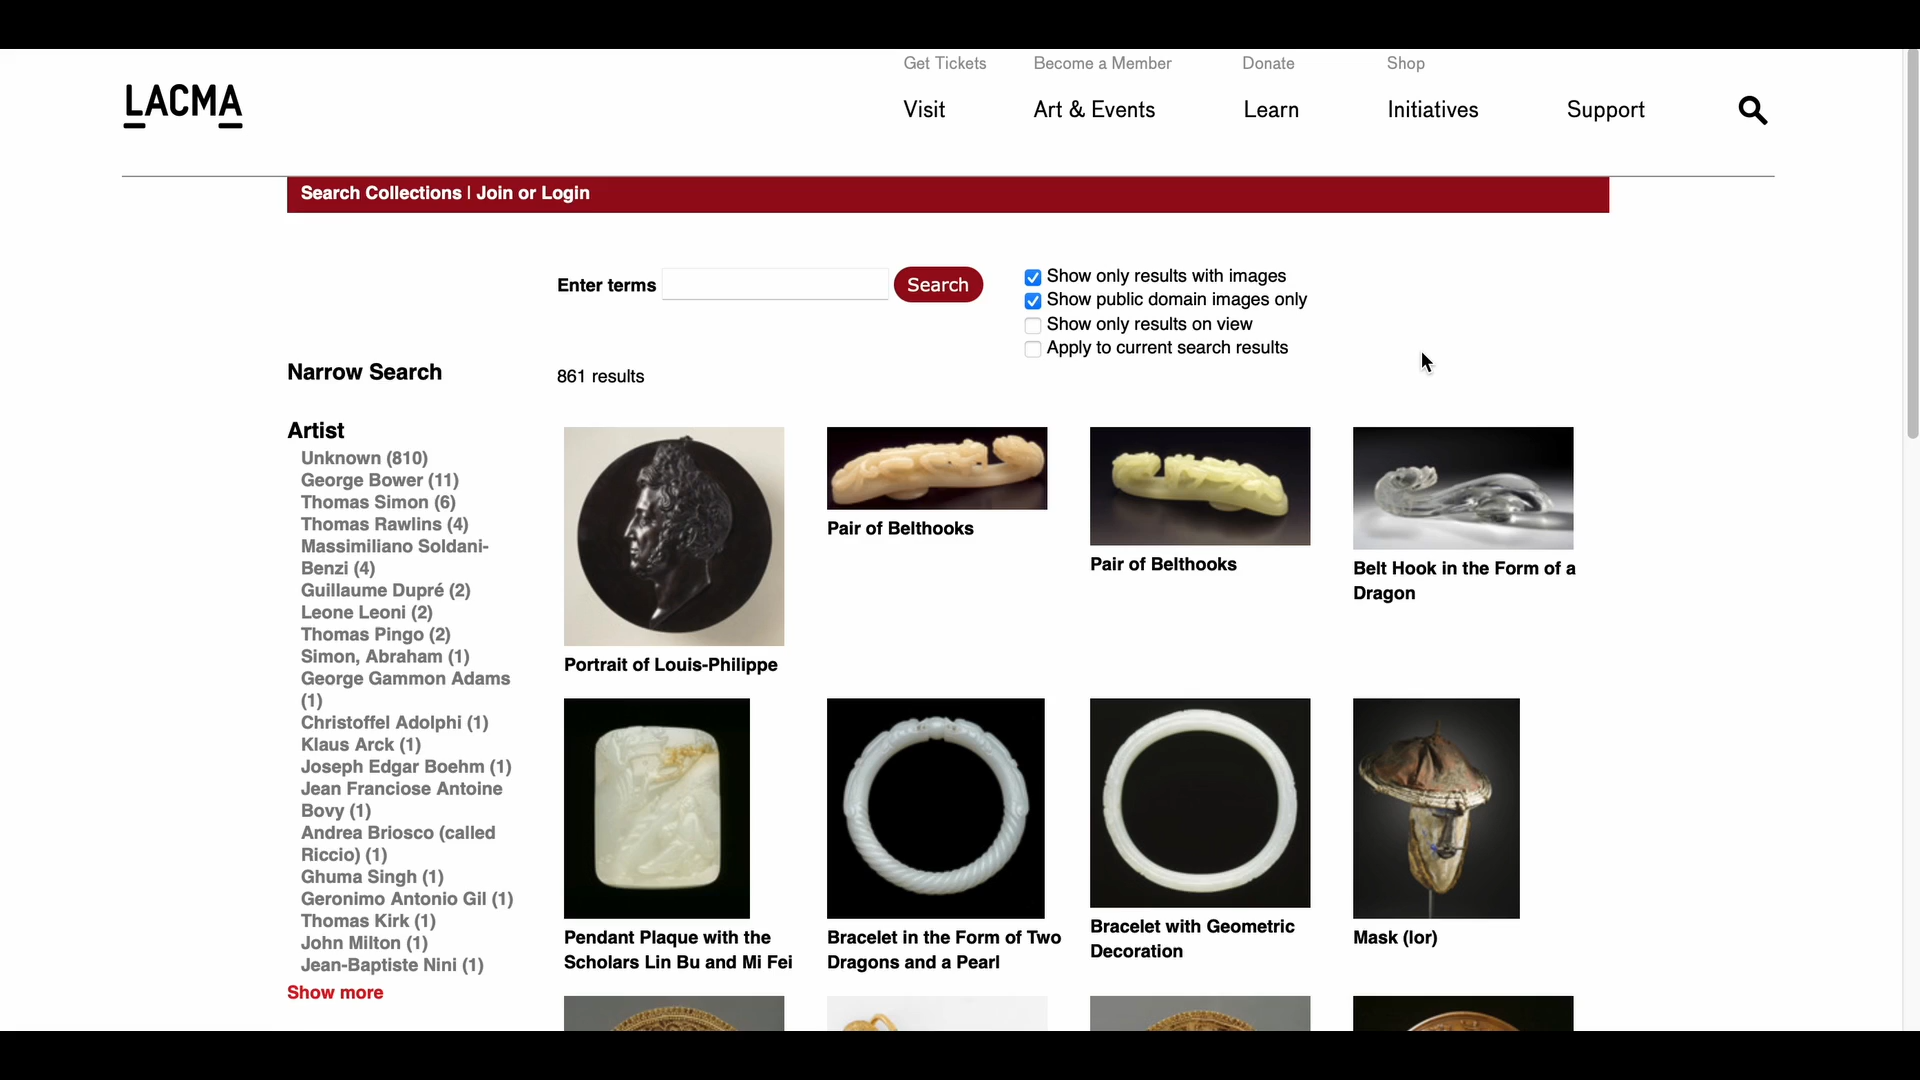 Get Tickets Become a Member Donate Shop
LACMA
Visit Art & Events Learn Initiatives Support
Search Collections | Join or Login
Enter terms Search
Show only results with images
Show public domain images only
Show only results on view
Apply to current search results
Narrow Search
861 results
Artist
Unknown (810)
George Bower (11)
Thomas Simon (6)
Thomas Rawlins (4)
Massimiliano Soldani-
Benzi (4)
Guillaume Dupré (2)
Leone Leoni (2)
Thomas Pingo (2)
Simon, Abraham (1)
George Gammon Adams
(1)
Christoffel Adolphi (1)
Klaus Arck (1)
Joseph Edgar Boehm (1)
Jean Franciose Antoine
Bovy (1)
Andrea Briosco (called
Riccio) (1)
Ghuma Singh (1)
Geronimo Antonio Gil (1)
Thomas Kirk (1)
John Milton (1)
Jean-Baptiste Nini (1)
Show more
Portrait of Louis-Philippe
Pair of Belthooks
Pair of Belthooks
Belt Hook in the Form of a
Dragon
Pendant Plaque with the
Scholars Lin Bu and Mi Fei
Bracelet in the Form of Two
Dragons and a Pearl
Bracelet with Geometric
Decoration
Mask (lor)